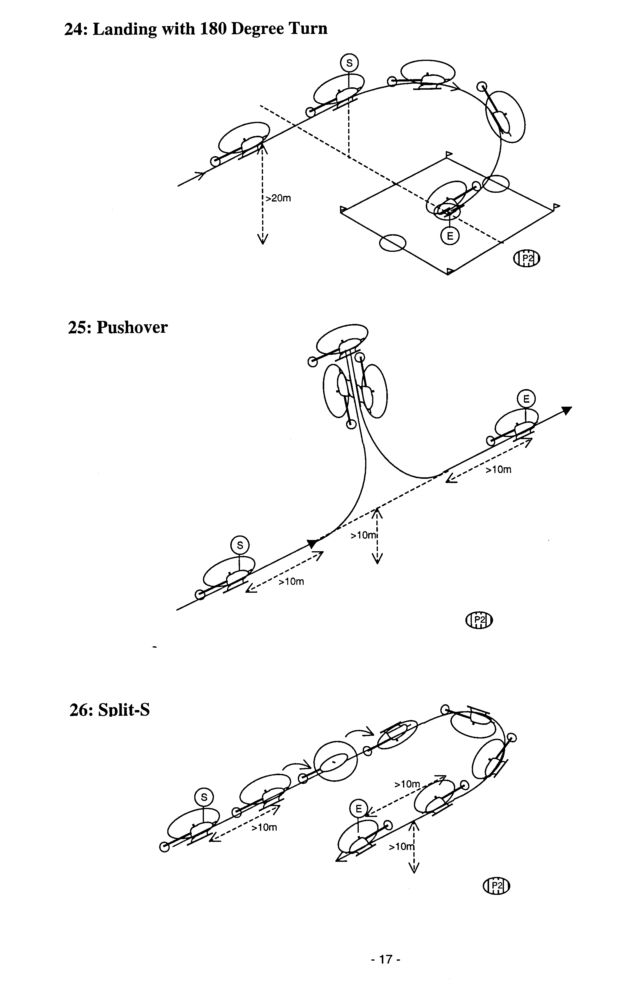 24: Landing with 180 Degree Turn
S
>20m
E
P2
25: Pushover
E
>10m
>10m
S
>10m
P2
26: Split-S
S
>10m
>10m
E
>10m
P2
- 17 -